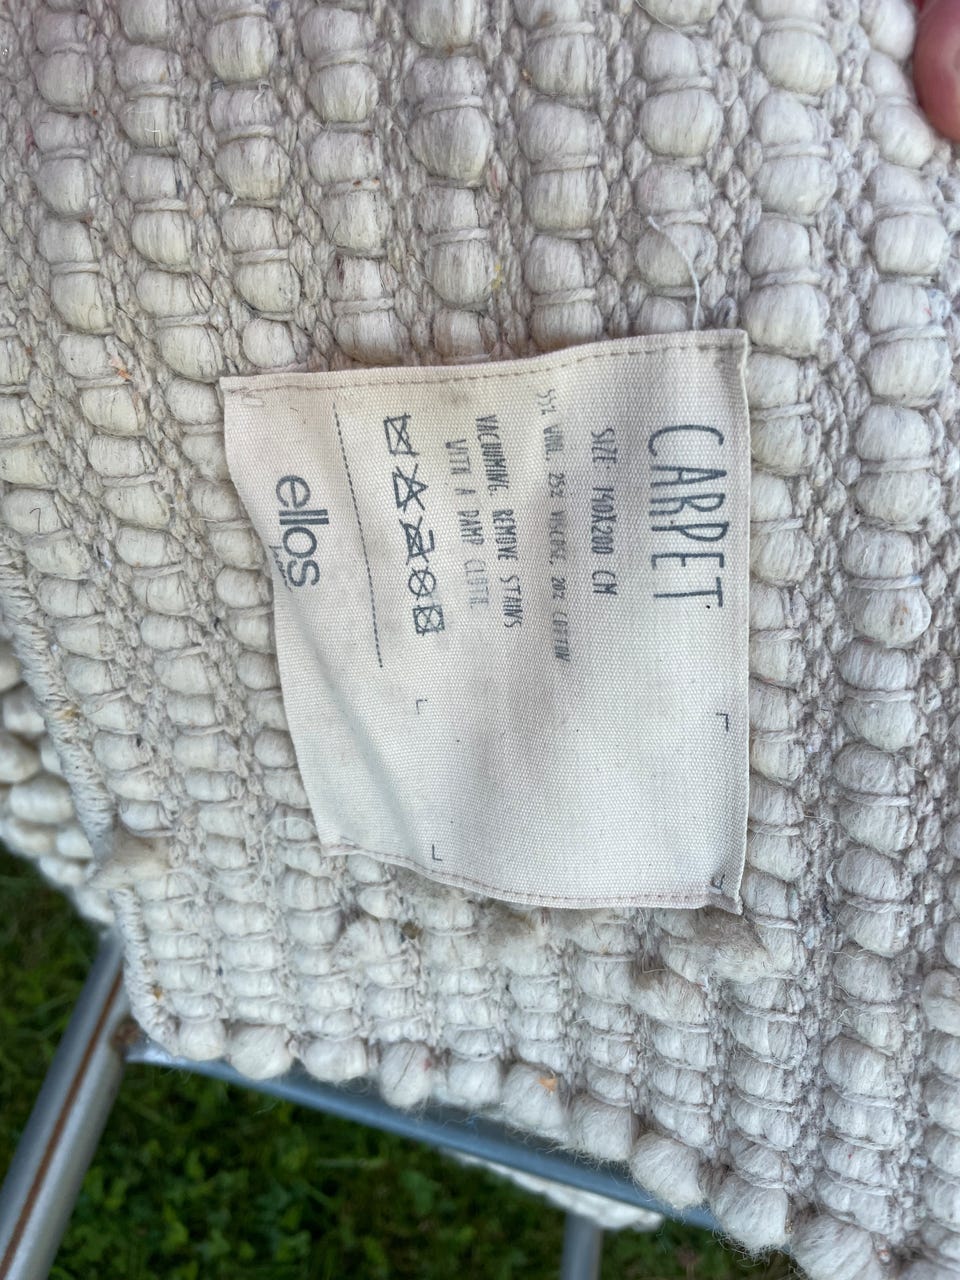 CARPET
SIZE: 140X200 CM
55% WOOL, 25% VISCOSE, 20% COTTON
VACUUMING. REMOVE STAINS
WITH A DAMP CLOTH.
ellos